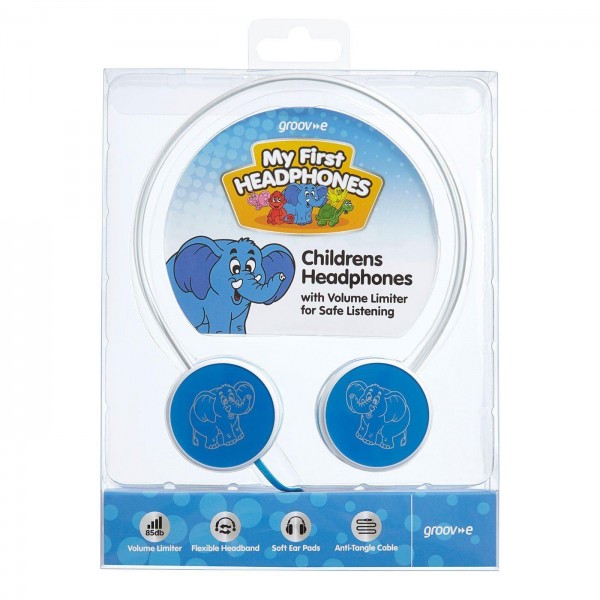 groov»e
My First
HEADPHONES
Childrens
Headphones
with Volume Limiter
for Safe Listening
85db
Volume Limiter
Flexible Headband
Soft Ear Pads
Anti-Tangle Cable
groov»e